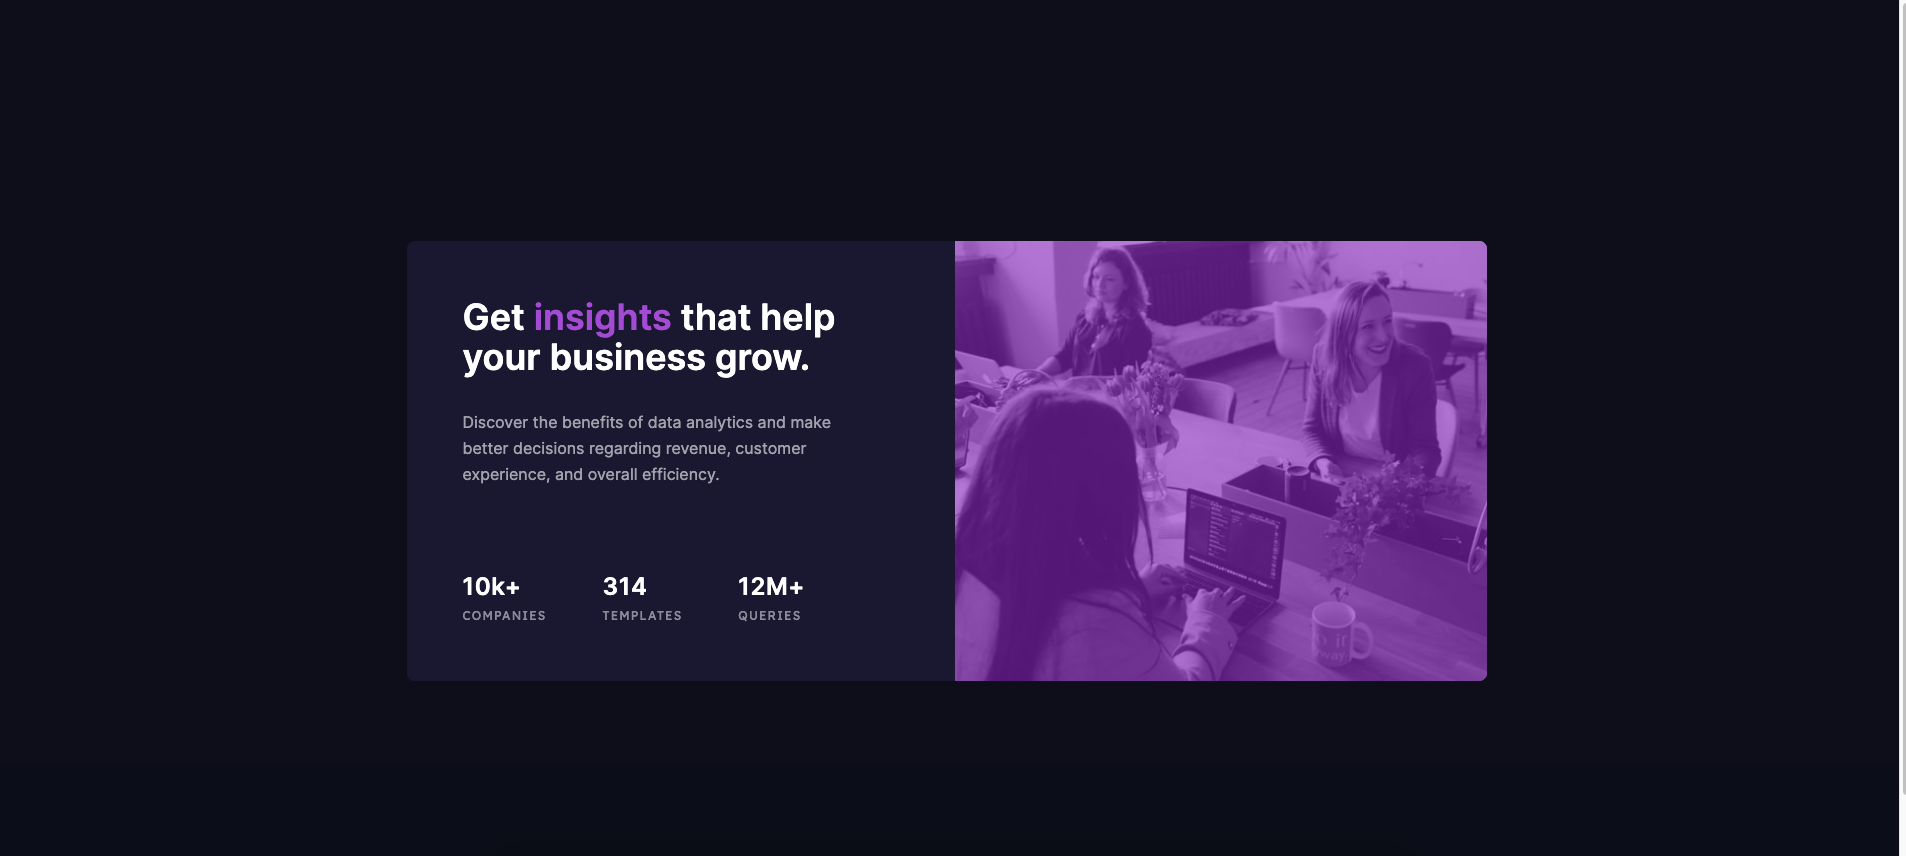 Get insights that help
your business grow.
Discover the benefits of data analytics and make
better decisions regarding revenue, customer
experience, and overall efficiency.
10k+ 314 12M+
COMPANIES TEMPLATES QUERIES